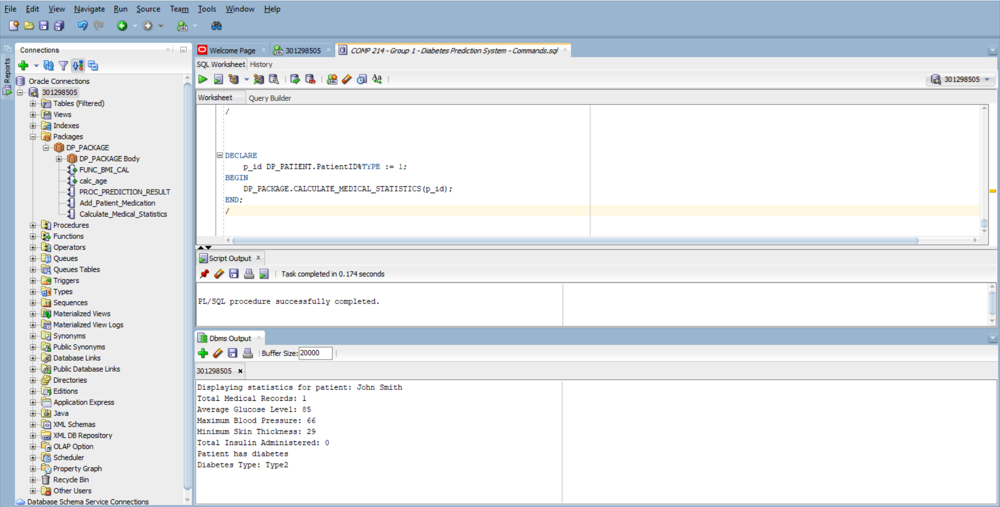 File Edit View Navigate Run Source Team Tools Window Help
Reports
Connections
Oracle Connections
301298505
Tables (Filtered)
Views
Indexes
Packages
DP_PACKAGE
DP_PACKAGE Body
FUNC_BMI_CAL
calc_age
PROC_PREDICTION_RESULT
Add_Patient_Medication
Calculate_Medical_Statistics
Procedures
Functions
Operators
Queues
Queues Tables
Triggers
Types
Sequences
Materialized Views
Materialized View Logs
Synonyms
Public Synonyms
Database Links
Public Database Links
Directories
Editions
Application Express
Java
XML Schemas
XML DB Repository
OLAP Option
Scheduler
Property Graph
Recycle Bin
Other Users
Database Schema Service Connections
Welcome Page 301298505 COMP 214 - Group 1 - Diabetes Prediction System - Commands.sql
SQL Worksheet History
301298505
Worksheet Query Builder
/
DECLARE
p_id DP_PATIENT.PatientID%TYPE := 1;
BEGIN
DP_PACKAGE.CALCULATE_MEDICAL_STATISTICS(p_id);
END;
/
Script Output
Task completed in 0.174 seconds
PL/SQL procedure successfully completed.
Dbms Output
Buffer Size: 20000
301298505
Displaying statistics for patient: John Smith
Total Medical Records: 1
Average Glucose Level: 85
Maximum Blood Pressure: 66
Minimum Skin Thickness: 29
Total Insulin Administered: 0
Patient has diabetes
Diabetes Type: Type2